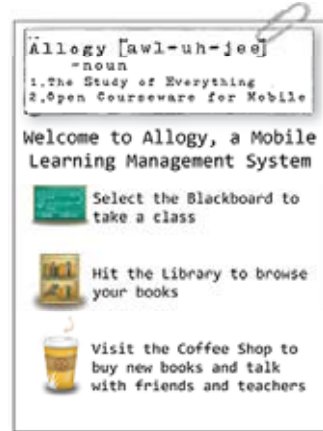 Allogy [awl-uh-jee]
-noun
1.The Study of Everything
2.Open Courseware for Mobile
Welcome to Allogy, a Mobile
Learning Management System
Select the Blackboard to
take a class
Hit the Library to browse
your books
Visit the Coffee Shop to
buy new books and talk
with friends and teachers